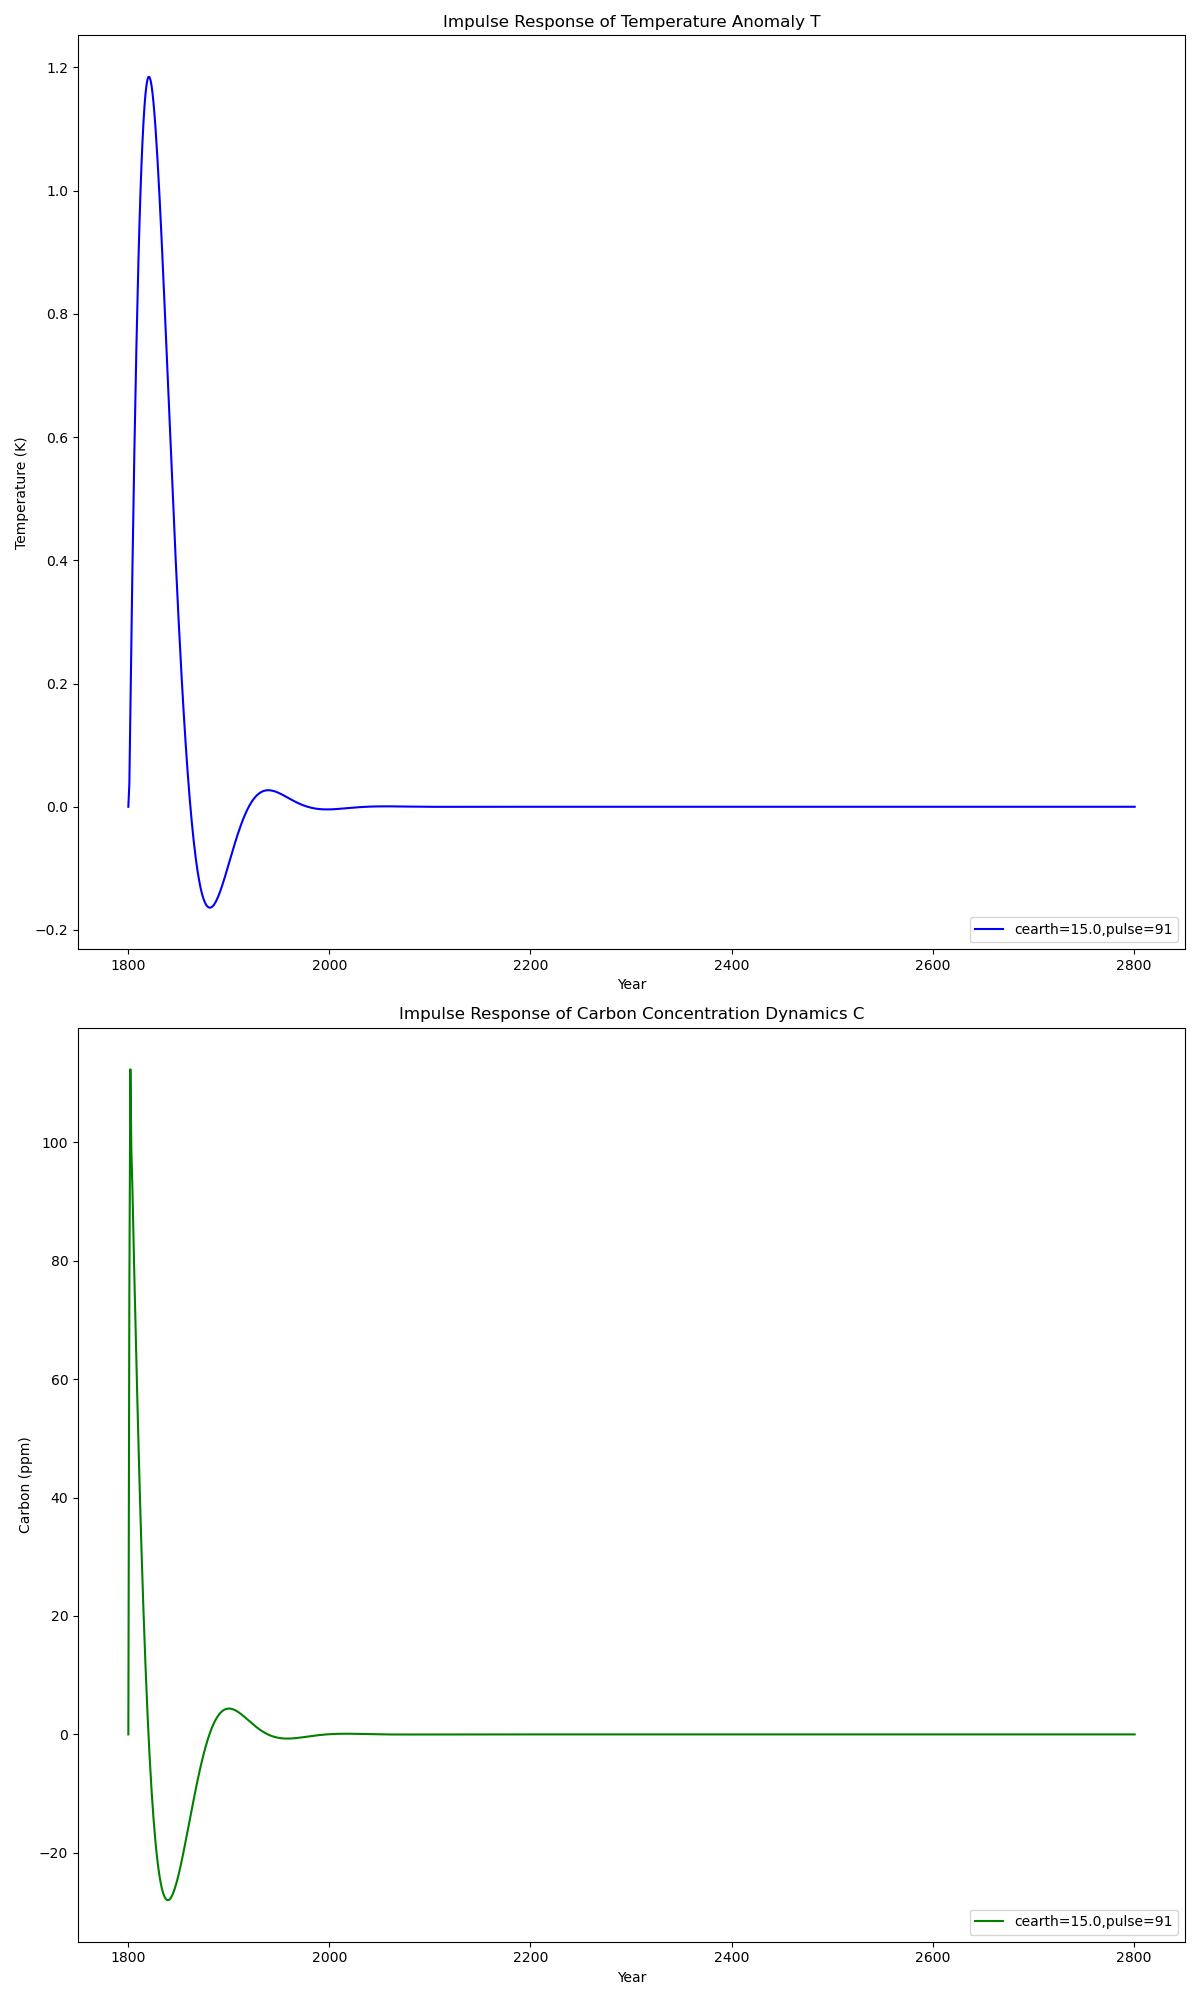 Impulse Response of Temperature Anomaly T
1.2
1.0
0.8
0.6
0.4
0.2
0.0
−0.2
Temperature (K)
cearth=15.0,pulse=91
1800 2000 2200 2400 2600 2800
Year
Impulse Response of Carbon Concentration Dynamics C
100
80
60
40
20
0
−20
Carbon (ppm)
cearth=15.0,pulse=91
1800 2000 2200 2400 2600 2800
Year